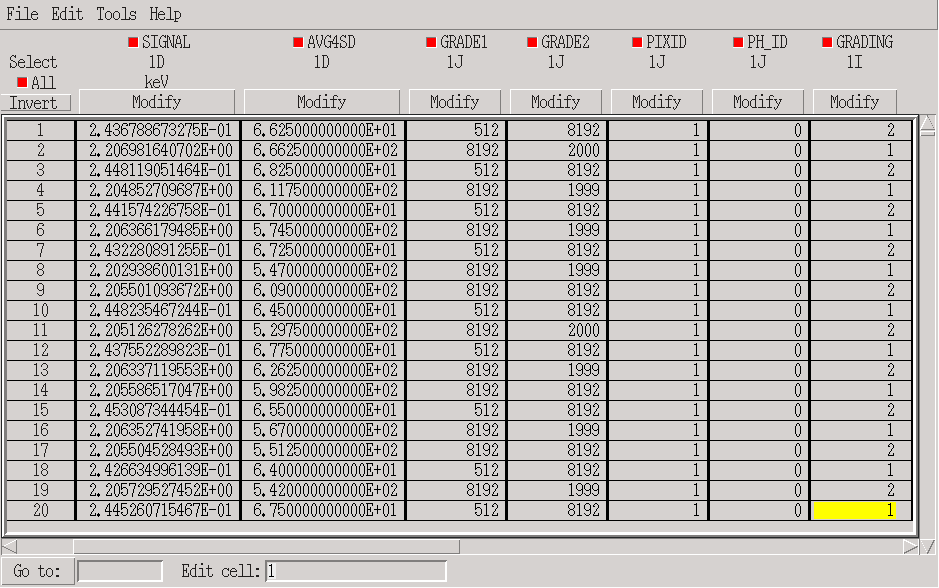 File Edit Tools Help
SIGNAL AVG4SD GRADE1 GRADE2 PIXID PH_ID GRADING
Select 1D 1D 1J 1J 1J 1J 1I
All keV
Invert Modify Modify Modify Modify Modify Modify Modify
1 2.436788673275E-01 6.625000000000E+01 512 8192 1 0 2
2 2.206981640702E+00 6.662500000000E+02 8192 2000 1 0 1
3 2.448119051464E-01 6.825000000000E+01 512 8192 1 0 2
4 2.204852709687E+00 6.117500000000E+02 8192 1999 1 0 1
5 2.441574226758E-01 6.700000000000E+01 512 8192 1 0 2
6 2.206366179485E+00 5.745000000000E+02 8192 1999 1 0 1
7 2.432280891255E-01 6.725000000000E+01 512 8192 1 0 2
8 2.202938600131E+00 5.470000000000E+02 8192 1999 1 0 1
9 2.205501093672E+00 6.090000000000E+02 8192 8192 1 0 2
10 2.448235467244E-01 6.450000000000E+01 512 8192 1 0 1
11 2.205126278262E+00 5.297500000000E+02 8192 2000 1 0 2
12 2.437552289823E-01 6.775000000000E+01 512 8192 1 0 1
13 2.206337119553E+00 6.262500000000E+02 8192 1999 1 0 2
14 2.205586517047E+00 5.982500000000E+02 8192 8192 1 0 1
15 2.453087344454E-01 6.550000000000E+01 512 8192 1 0 2
16 2.206352741958E+00 5.670000000000E+02 8192 1999 1 0 1
17 2.205504528493E+00 5.512500000000E+02 8192 8192 1 0 2
18 2.426634996139E-01 6.400000000000E+01 512 8192 1 0 1
19 2.205729527452E+00 5.420000000000E+02 8192 1999 1 0 2
20 2.445260715467E-01 6.750000000000E+01 512 8192 1 0 1
Go to: Edit cell: 1